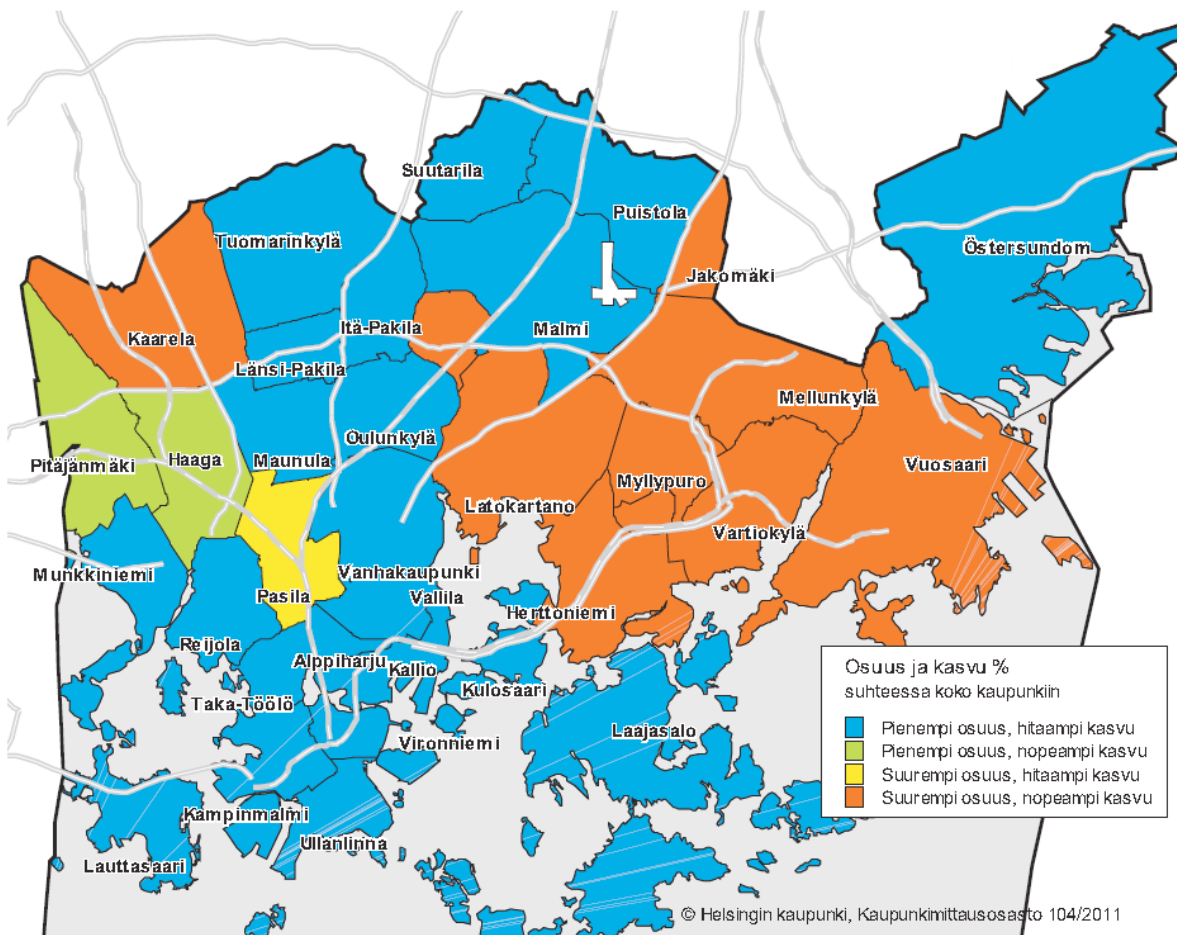 Suutarila
Puistola
Tuomarinkylä
Östersundom
Jakomäki
Itä-Pakila
Malmi
Kaarela
Länsi-Pakila
Mellunkylä
Oulunkylä
Haaga
Maunula
Pitäjänmäki
Vuosaari
Myllypuro
Latokartano
Vartiokylä
Munkkiniemi
Vanhakaupunki
Pasila
Vallila
Herttoniemi
Reijola
Alppiharju
Kallio
Kulosaari
Taka-Töölö
Laajasalo
Vironniemi
Kampinmalmi
Ullanlinna
Lauttasaari
Osuus ja kasvu %
suhteessa koko kaupunkiin
Pienempi osuus, hitaampi kasvu
Pienempi osuus, nopeampi kasvu
Suurempi osuus, hitaampi kasvu
Suurempi osuus, nopeampi kasvu
© Helsingin kaupunki, Kaupunkimittausosasto 104/2011